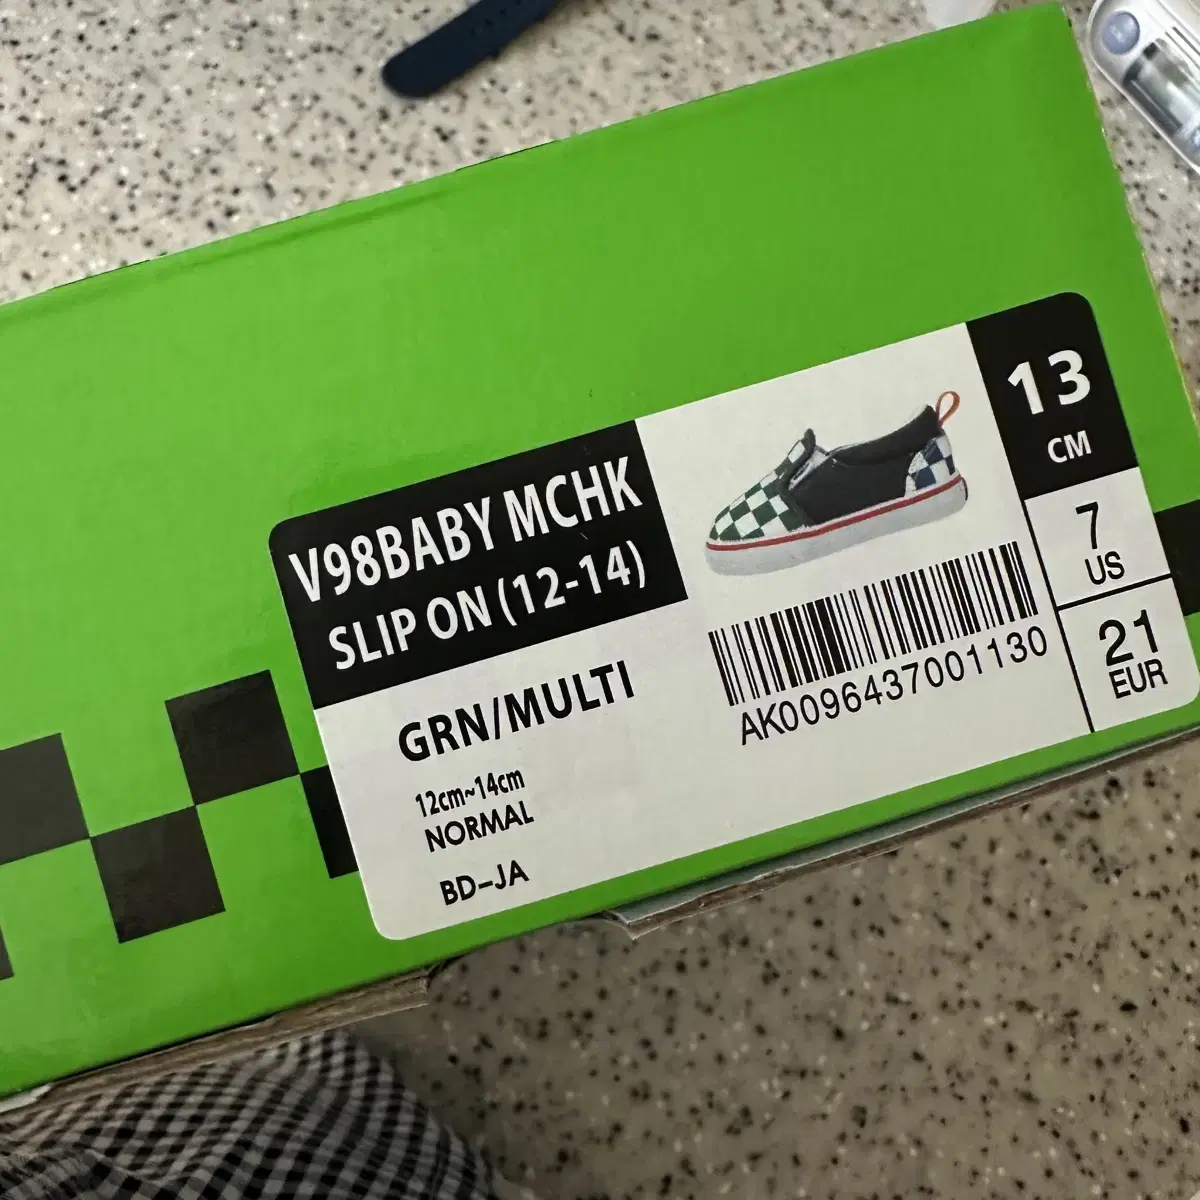 V98BABY MCHK
SLIP ON (12-14)
GRN/MULTI
12cm~14cm
NORMAL
BD-JA
AK0096437001130
13
CM
7
US
21
EUR